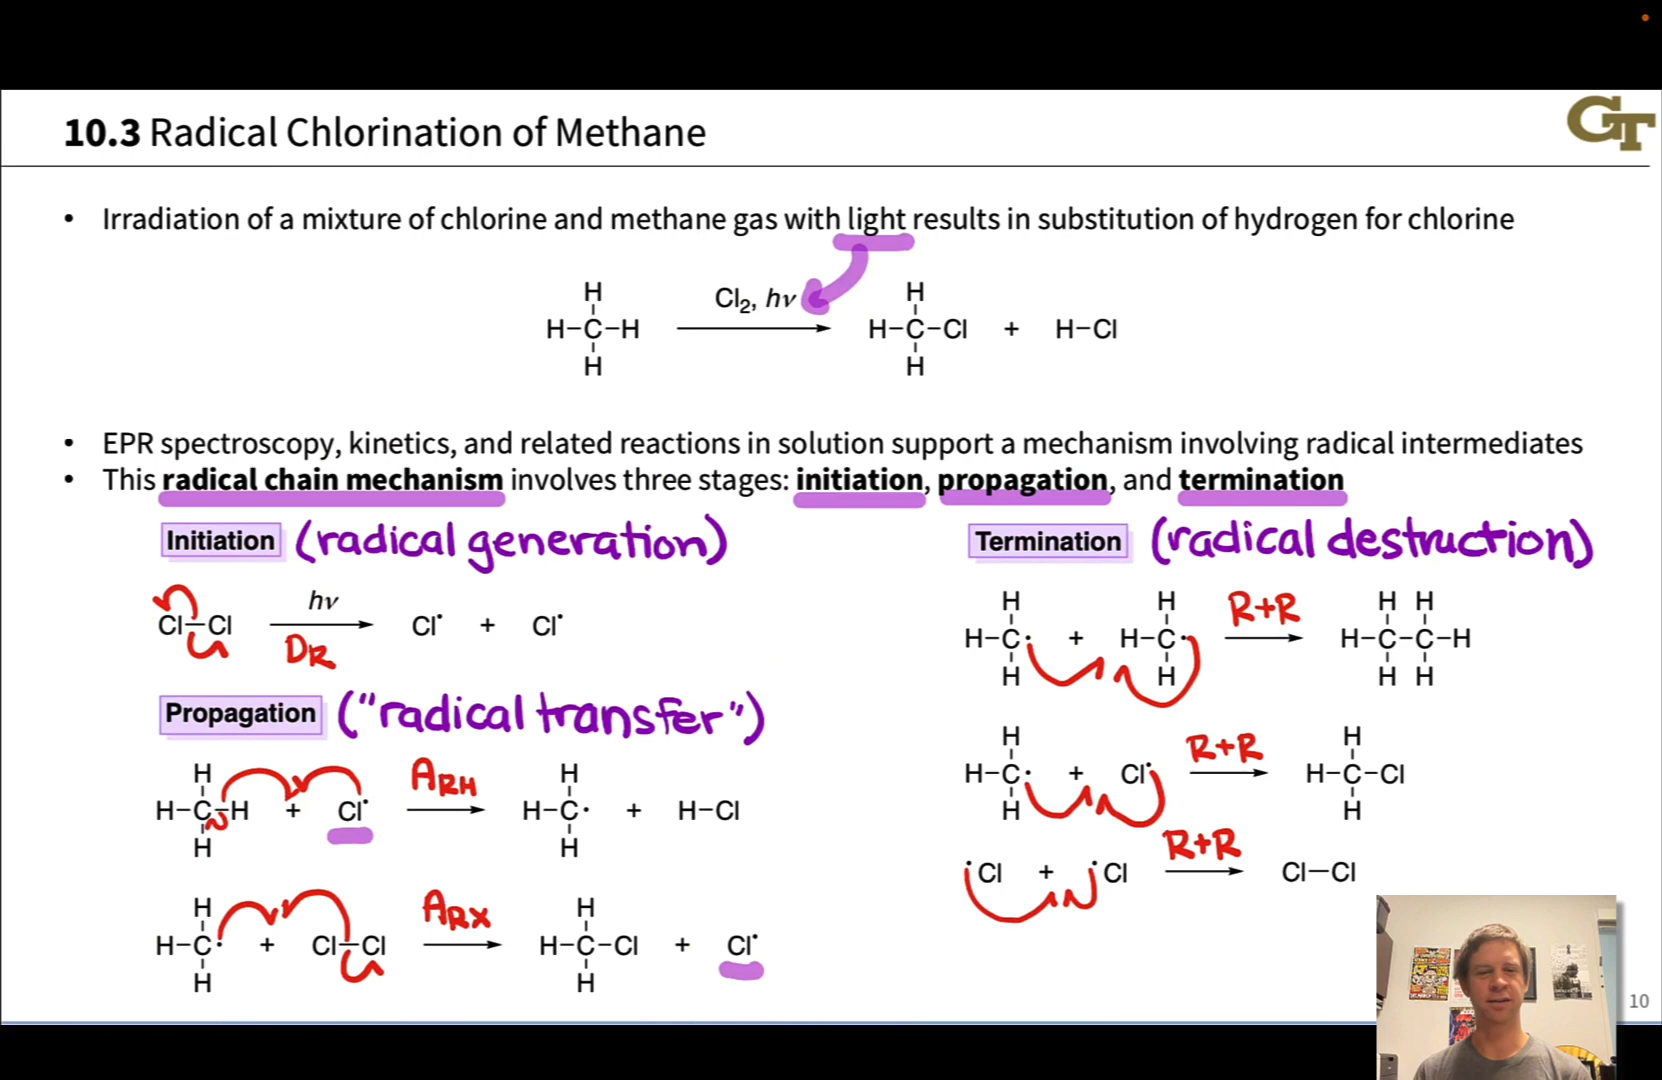 10.3 Radical Chlorination of Methane
GT
• Irradiation of a mixture of chlorine and methane gas with light results in substitution of hydrogen for chlorine
H H
Cl₂, hν
H–C–H H–C–Cl + H–Cl
H H
• EPR spectroscopy, kinetics, and related reactions in solution support a mechanism involving radical intermediates
• This radical chain mechanism involves three stages: initiation, propagation, and termination
Initiation (radical generation)
hν
Cl–Cl Cl• + Cl•
DR
Propagation ("radical transfer")
H ARH H
H–C–H + Cl• H–C• + H–Cl
H H
H ARX H
H–C• + Cl–Cl H–C–Cl + Cl•
H H
Termination (radical destruction)
H H R+R H H
H–C• + H–C• H–C–C–H
H H H H
H R+R H
H–C• + Cl• H–C–Cl
H H
R+R
•Cl + •Cl Cl–Cl
10